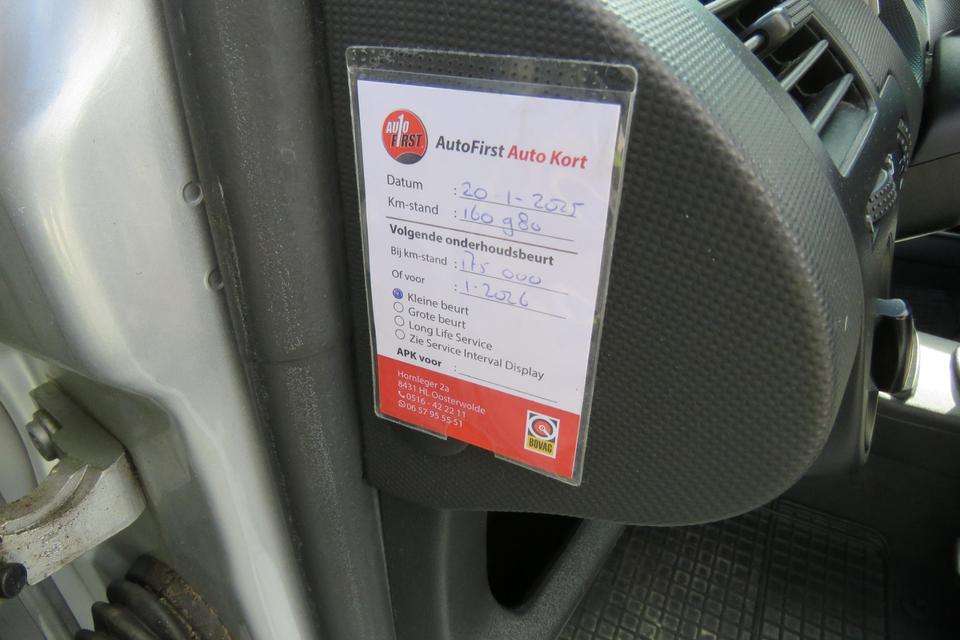 AUTO FIRST
AutoFirst Auto Kort
Datum : 20-1-2025
Km-stand : 160 980
Volgende onderhoudsbeurt
Bij km-stand : 175 000
Of voor : 1-2026
Kleine beurt
Grote beurt
Long Life Service
Zie Service Interval Display
APK voor :
Hornleger 2a
8431 HL Oosterwolde
0516 - 42 22 11
06 57 95 55 51
BOVAG